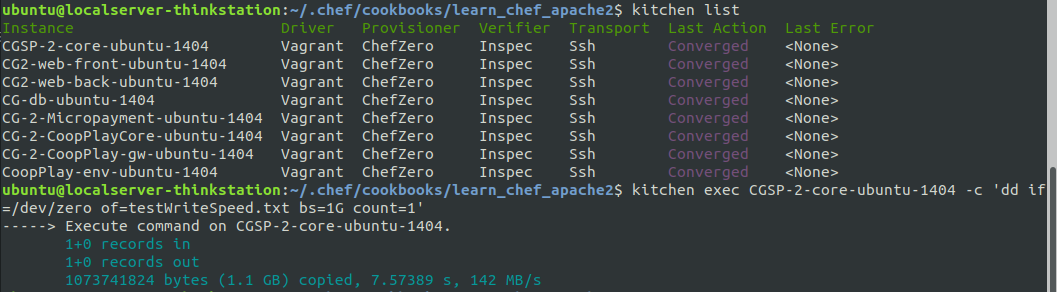 ubuntu@localserver-thinkstation:~/.chef/cookbooks/learn_chef_apache2$ kitchen list
Instance Driver Provisioner Verifier Transport Last Action Last Error
CGSP-2-core-ubuntu-1404 Vagrant ChefZero Inspec Ssh Converged <None>
CG2-web-front-ubuntu-1404 Vagrant ChefZero Inspec Ssh Converged <None>
CG2-web-back-ubuntu-1404 Vagrant ChefZero Inspec Ssh Converged <None>
CG-db-ubuntu-1404 Vagrant ChefZero Inspec Ssh Converged <None>
CG-2-Micropayment-ubuntu-1404 Vagrant ChefZero Inspec Ssh Converged <None>
CG-2-CoopPlayCore-ubuntu-1404 Vagrant ChefZero Inspec Ssh Converged <None>
CG-2-CoopPlay-gw-ubuntu-1404 Vagrant ChefZero Inspec Ssh Converged <None>
CoopPlay-env-ubuntu-1404 Vagrant ChefZero Inspec Ssh Converged <None>
ubuntu@localserver-thinkstation:~/.chef/cookbooks/learn_chef_apache2$ kitchen exec CGSP-2-core-ubuntu-1404 -c 'dd if
=/dev/zero of=testWriteSpeed.txt bs=1G count=1'
-----> Execute command on CGSP-2-core-ubuntu-1404.
1+0 records in
1+0 records out
1073741824 bytes (1.1 GB) copied, 7.57389 s, 142 MB/s